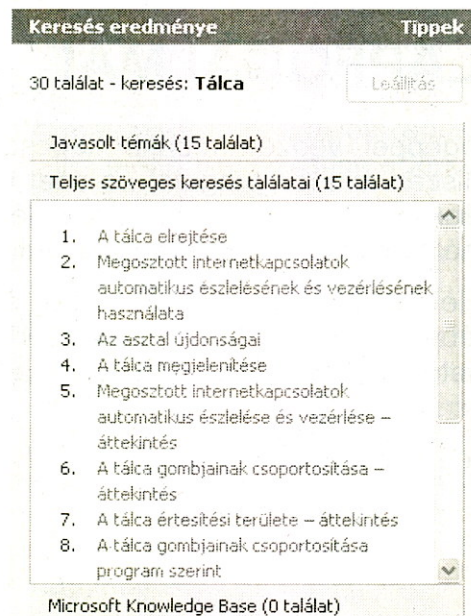 Keresés eredménye Tippek
30 találat - keresés: Tálca Leállítás
Javasolt témák (15 találat)
Teljes szöveges keresés találatai (15 találat)
1. A tálca elrejtése
2. Megosztott internetkapcsolatok
automatikus észlelésének és vezérlésének
használata
3. Az asztal újdonságai
4. A tálca megjelenítése
5. Megosztott internetkapcsolatok
automatikus észlelése és vezérlése –
áttekintés
6. A tálca gombjainak csoportosítása –
áttekintés
7. A tálca értesítési területe – áttekintés
8. A tálca gombjainak csoportosítása
program szerint
Microsoft Knowledge Base (0 találat)